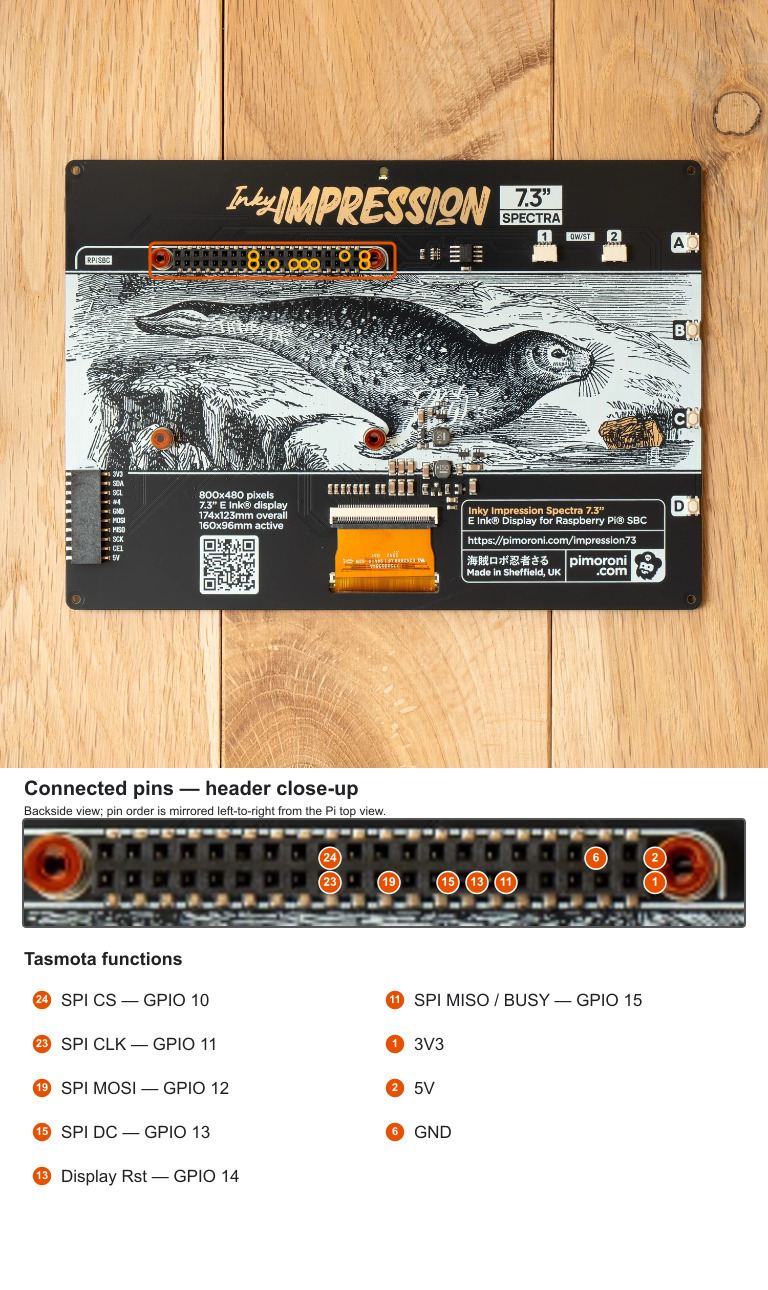 Inky IMPRESSION
7.3"
SPECTRA
1
QW/ST
2
A
RPI SBC
B
C
3V3
SDA
SCL
#4
GND
MOSI
MISO
SCK
CE1
5V
800x480 pixels
7.3" E Ink® display
174x123mm overall
160x96mm active
D
Inky Impression Spectra 7.3"
E Ink® Display for Raspberry Pi® SBC
https://pimoroni.com/impression73
海賊ロボ忍者さる
Made in Sheffield, UK
pimoroni
.com
Connected pins — header close-up
Backside view; pin order is mirrored left-to-right from the Pi top view.
24 6 2
23 19 15 13 11 1
Tasmota functions
24 SPI CS — GPIO 10
23 SPI CLK — GPIO 11
19 SPI MOSI — GPIO 12
15 SPI DC — GPIO 13
13 Display Rst — GPIO 14
11 SPI MISO / BUSY — GPIO 15
1 3V3
2 5V
6 GND